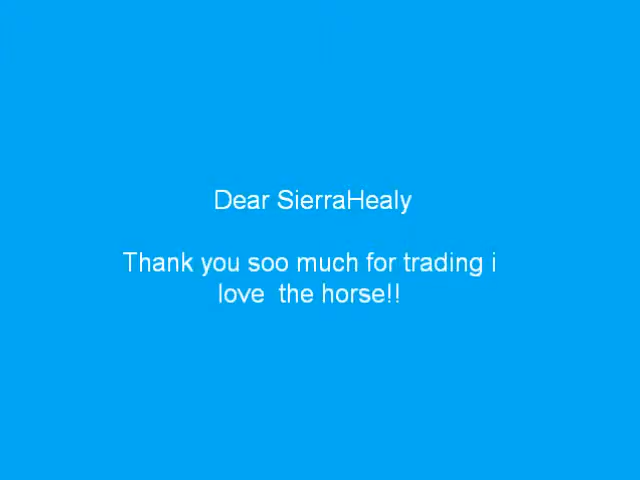 Dear SierraHealy
Thank you soo much for trading i
love  the horse!!